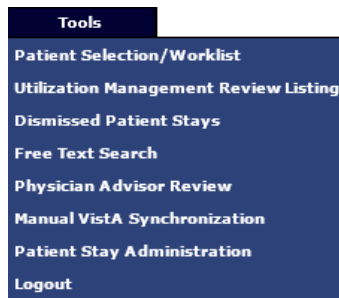 Tools
Patient Selection/Worklist
Utilization Management Review Listing
Dismissed Patient Stays
Free Text Search
Physician Advisor Review
Manual VistA Synchronization
Patient Stay Administration
Logout